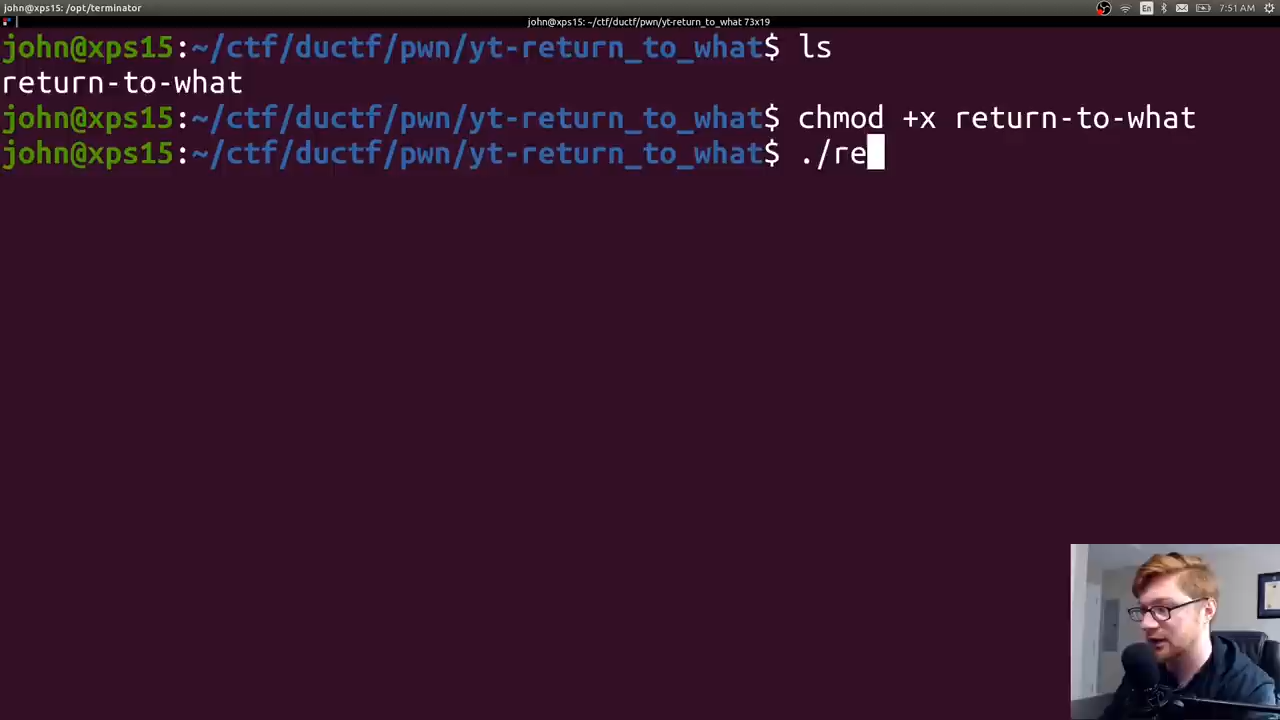 john@xps15: /opt/terminator
En
7:51 AM
john@xps15: ~/ctf/ductf/pwn/yt-return_to_what 73x19
john@xps15:~/ctf/ductf/pwn/yt-return_to_what$ ls
return-to-what
john@xps15:~/ctf/ductf/pwn/yt-return_to_what$ chmod +x return-to-what
john@xps15:~/ctf/ductf/pwn/yt-return_to_what$ ./re